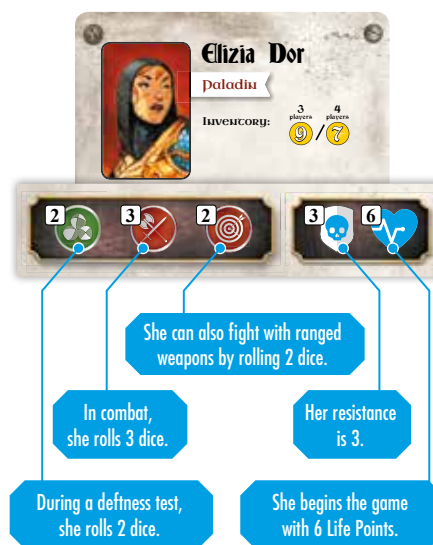 Elizia Dor
Paladin
Inventory:
3 players 4 players
9 / 7
2 3 2 3 6
She can also fight with ranged
weapons by rolling 2 dice.
In combat,
she rolls 3 dice.
Her resistance
is 3.
During a deftness test,
she rolls 2 dice.
She begins the game
with 6 Life Points.